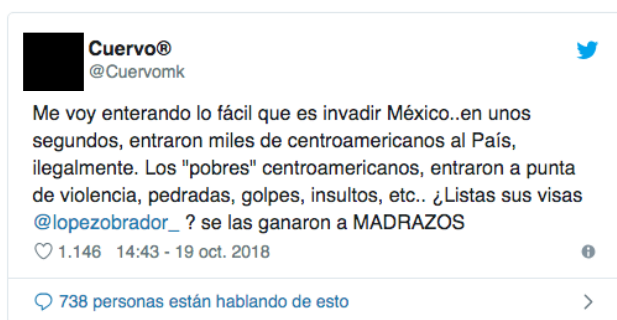 Cuervo®
@Cuervomk
Me voy enterando lo fácil que es invadir México..en unos
segundos, entraron miles de centroamericanos al País,
ilegalmente. Los "pobres" centroamericanos, entraron a punta
de violencia, pedradas, golpes, insultos, etc.. ¿Listas sus visas
@lopezobrador_ ? se las ganaron a MADRAZOS
1.146 14:43 - 19 oct. 2018
738 personas están hablando de esto